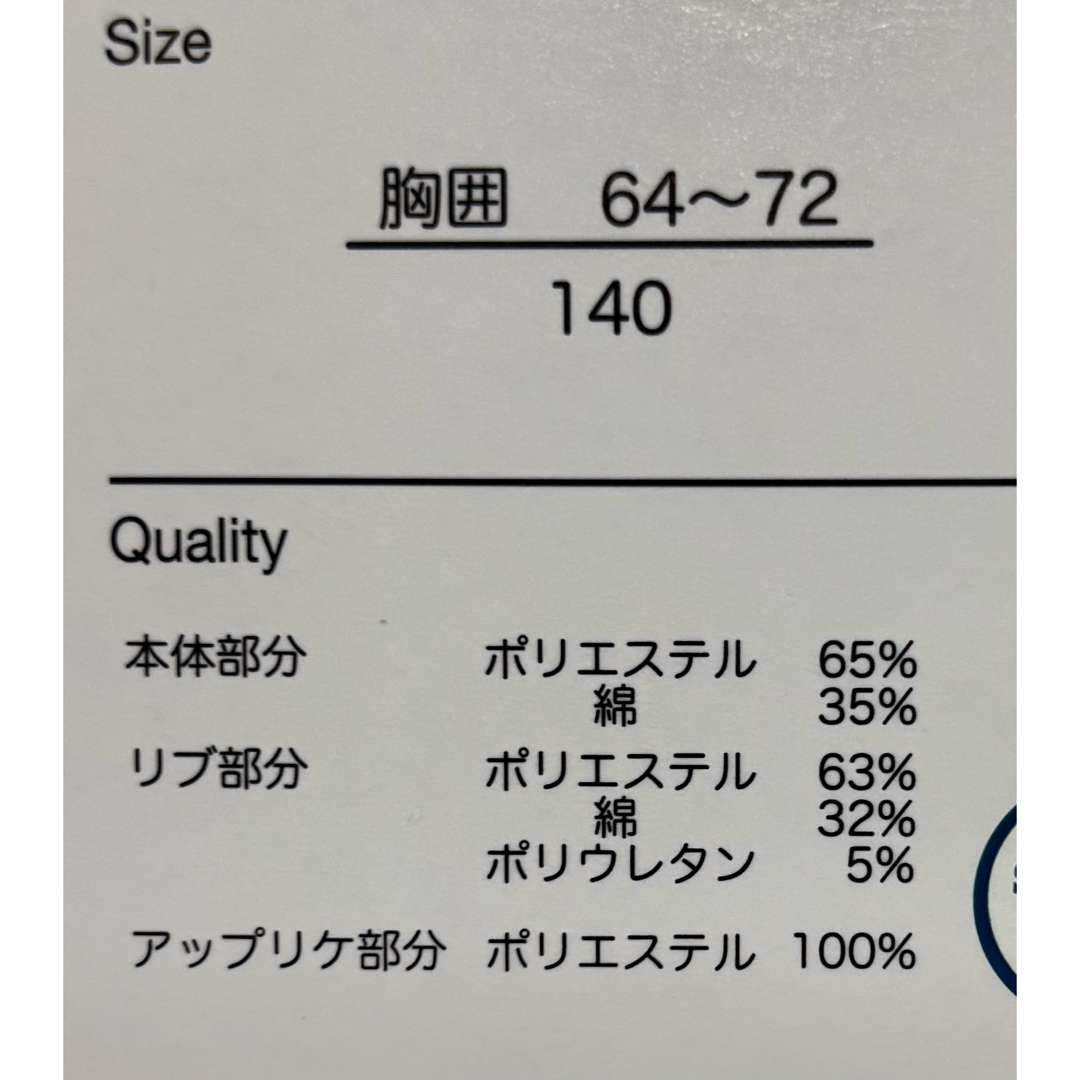 Size
胸囲 64～72
140
Quality
本体部分 ポリエステル 65%
綿 35%
リブ部分 ポリエステル 63%
綿 32%
ポリウレタン 5%
アップリケ部分 ポリエステル 100%